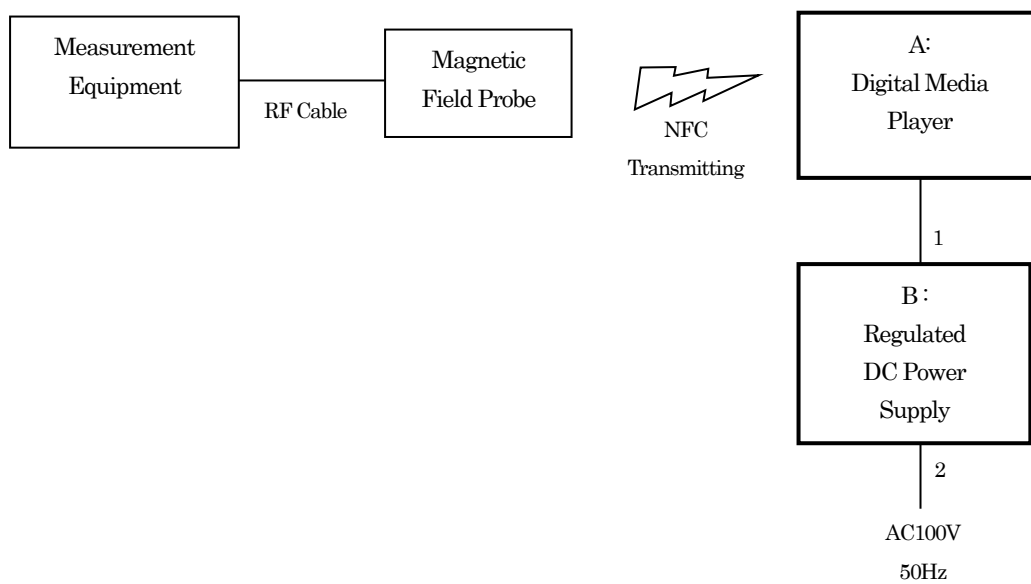 Measurement
Equipment
RF Cable
Magnetic
Field Probe
NFC
Transmitting
A:
Digital Media
Player
1
B:
Regulated
DC Power
Supply
2
AC100V
50Hz